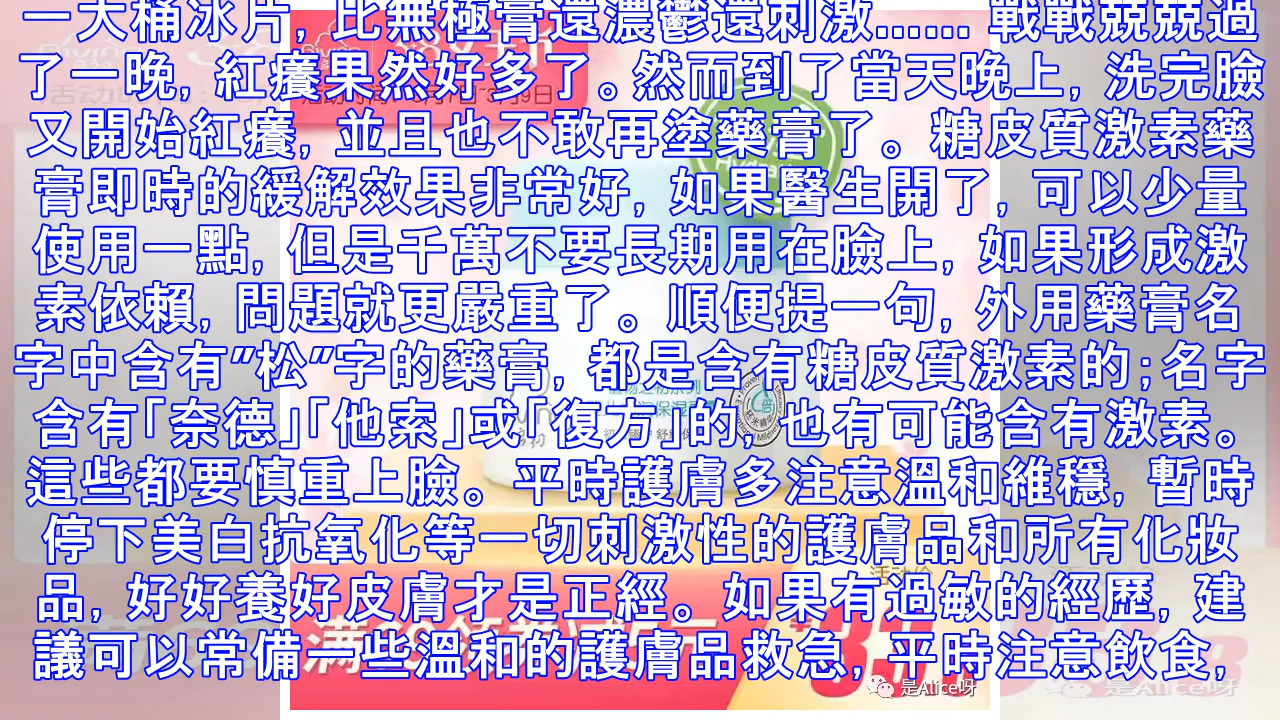 一大桶冰片, 比無極膏還濃鬱還刺激...... 戰戰兢兢過
了一晚, 紅癢果然好多了。然而到了當天晚上, 洗完臉
又開始紅癢, 並且也不敢再塗藥膏了。糖皮質激素藥
膏即時的緩解效果非常好, 如果醫生開了, 可以少量
使用一點, 但是千萬不要長期用在臉上, 如果形成激
素依賴, 問題就更嚴重了。順便提一句, 外用藥膏名
字中含有"松"字的藥膏, 都是含有糖皮質激素的;名字
含有「奈德」「他索」或「復方」的, 也有可能含有激素。
這些都要慎重上臉。平時護膚多注意溫和維穩, 暫時
停下美白抗氧化等一切刺激性的護膚品和所有化妝
品, 好好養好皮膚才是正經。如果有過敏的經歷, 建
議可以常備一些溫和的護膚品救急, 平時注意飲食,
是Alice呀